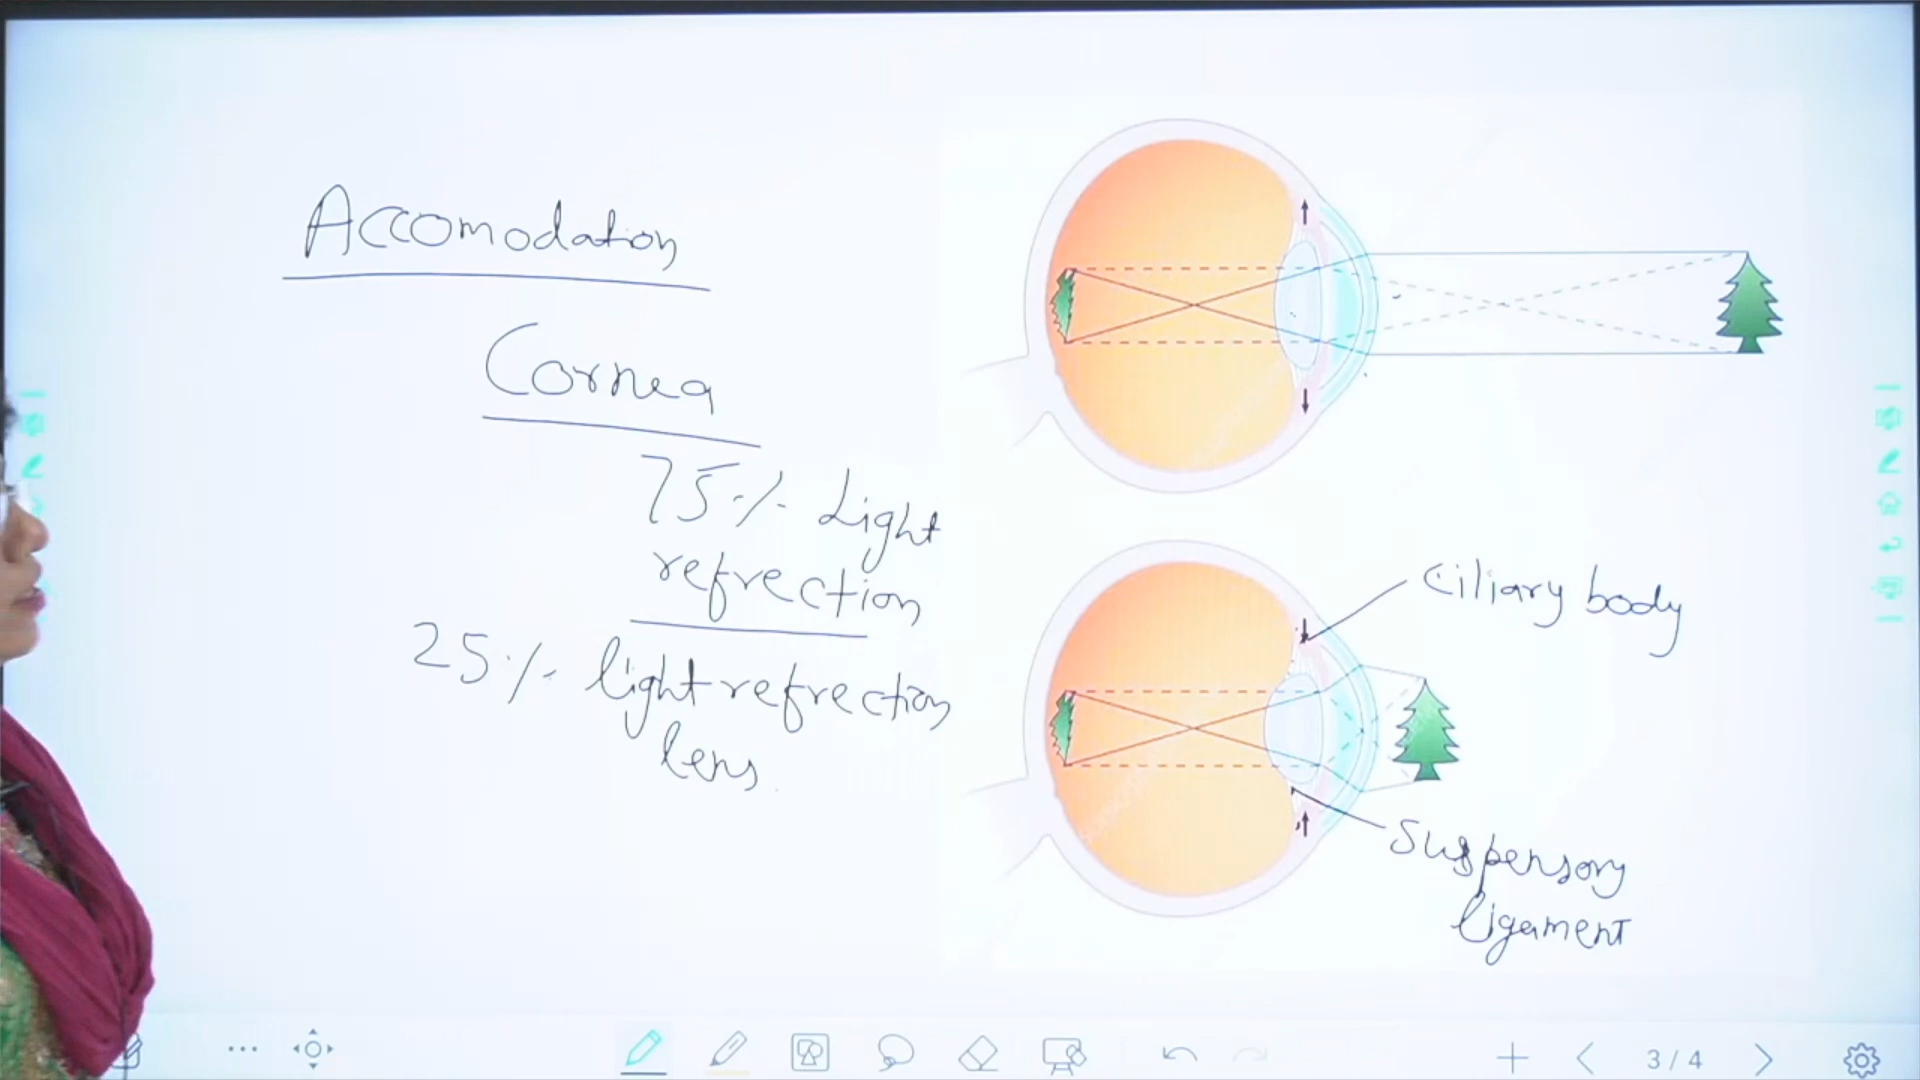 Accomodation
Cornea
75% Light
refrection
25% light refrection
lens.
Ciliary body
Suspensory
ligament
3/4